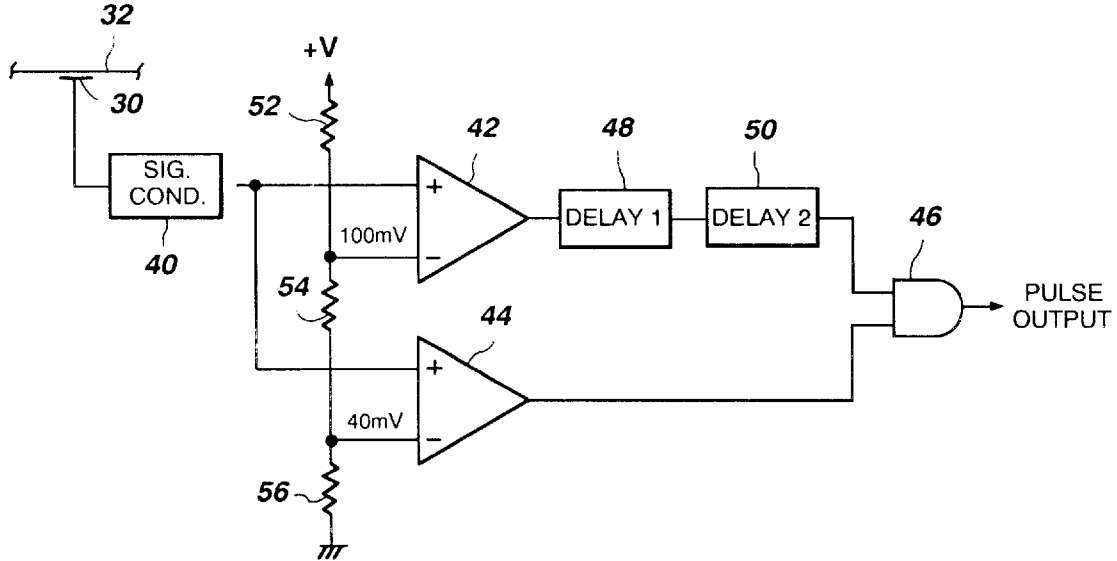 32
+V
30
52
42
48
50
SIG.
COND.
+
DELAY 1
DELAY 2
46
40
100mV
−
54
44
PULSE
OUTPUT
+
40mV
−
56